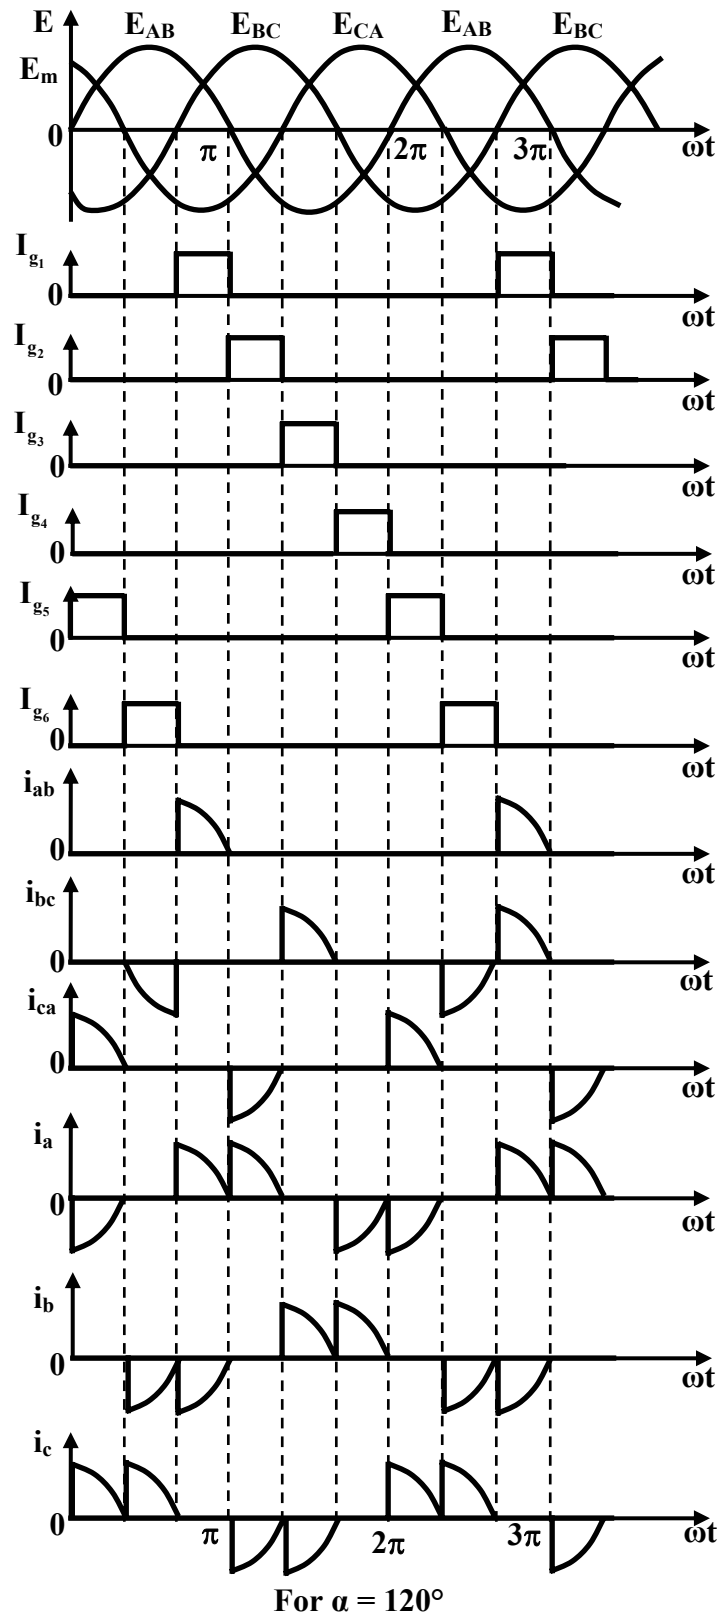 E E_AB E_BC E_CA E_AB E_BC
E_m
0 π 2π 3π ωt
I_g₁
0 ωt
I_g₂
0 ωt
I_g₃
0 ωt
I_g₄
0 ωt
I_g₅
0 ωt
I_g₆
0 ωt
i_ab
0 ωt
i_bc
0 ωt
i_ca
0 ωt
i_a
0 ωt
i_b
0 ωt
i_c
0 π 2π 3π ωt
For α = 120°